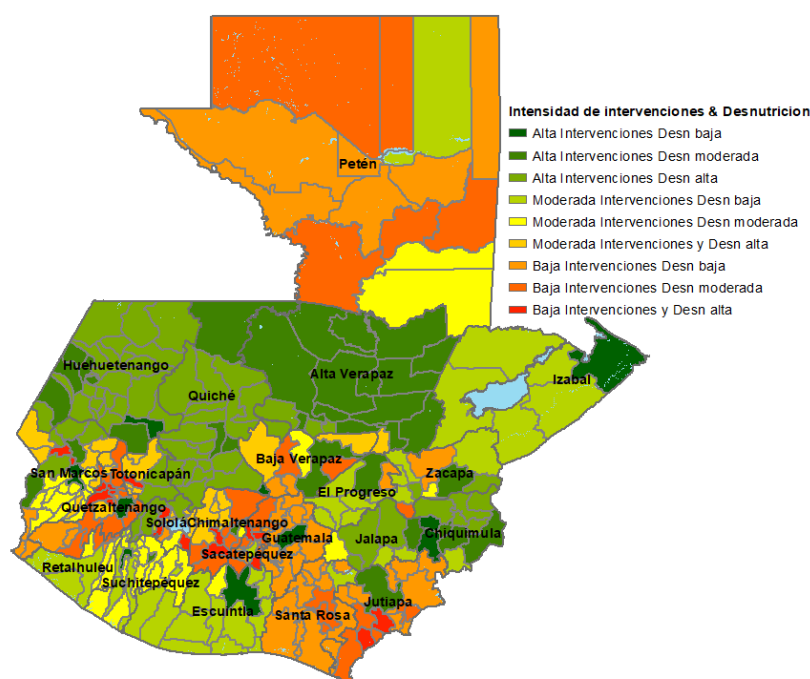 Intensidad de intervenciones & Desnutricion
Alta Intervenciones Desn baja
Alta Intervenciones Desn moderada
Alta Intervenciones Desn alta
Moderada Intervenciones Desn baja
Moderada Intervenciones Desn moderada
Moderada Intervenciones y Desn alta
Baja Intervenciones Desn baja
Baja Intervenciones Desn moderada
Baja Intervenciones y Desn alta
Petén
Huehuetenango
Alta Verapaz
Izabal
Quiché
Baja Verapaz
San Marcos
Totonicapán
Zacapa
El Progreso
Quetzaltenango
Sololá
Chimaltenango
Guatemala
Chiquimula
Jalapa
Sacatepéquez
Retalhuleu
Suchitepéquez
Jutiapa
Escuintla
Santa Rosa